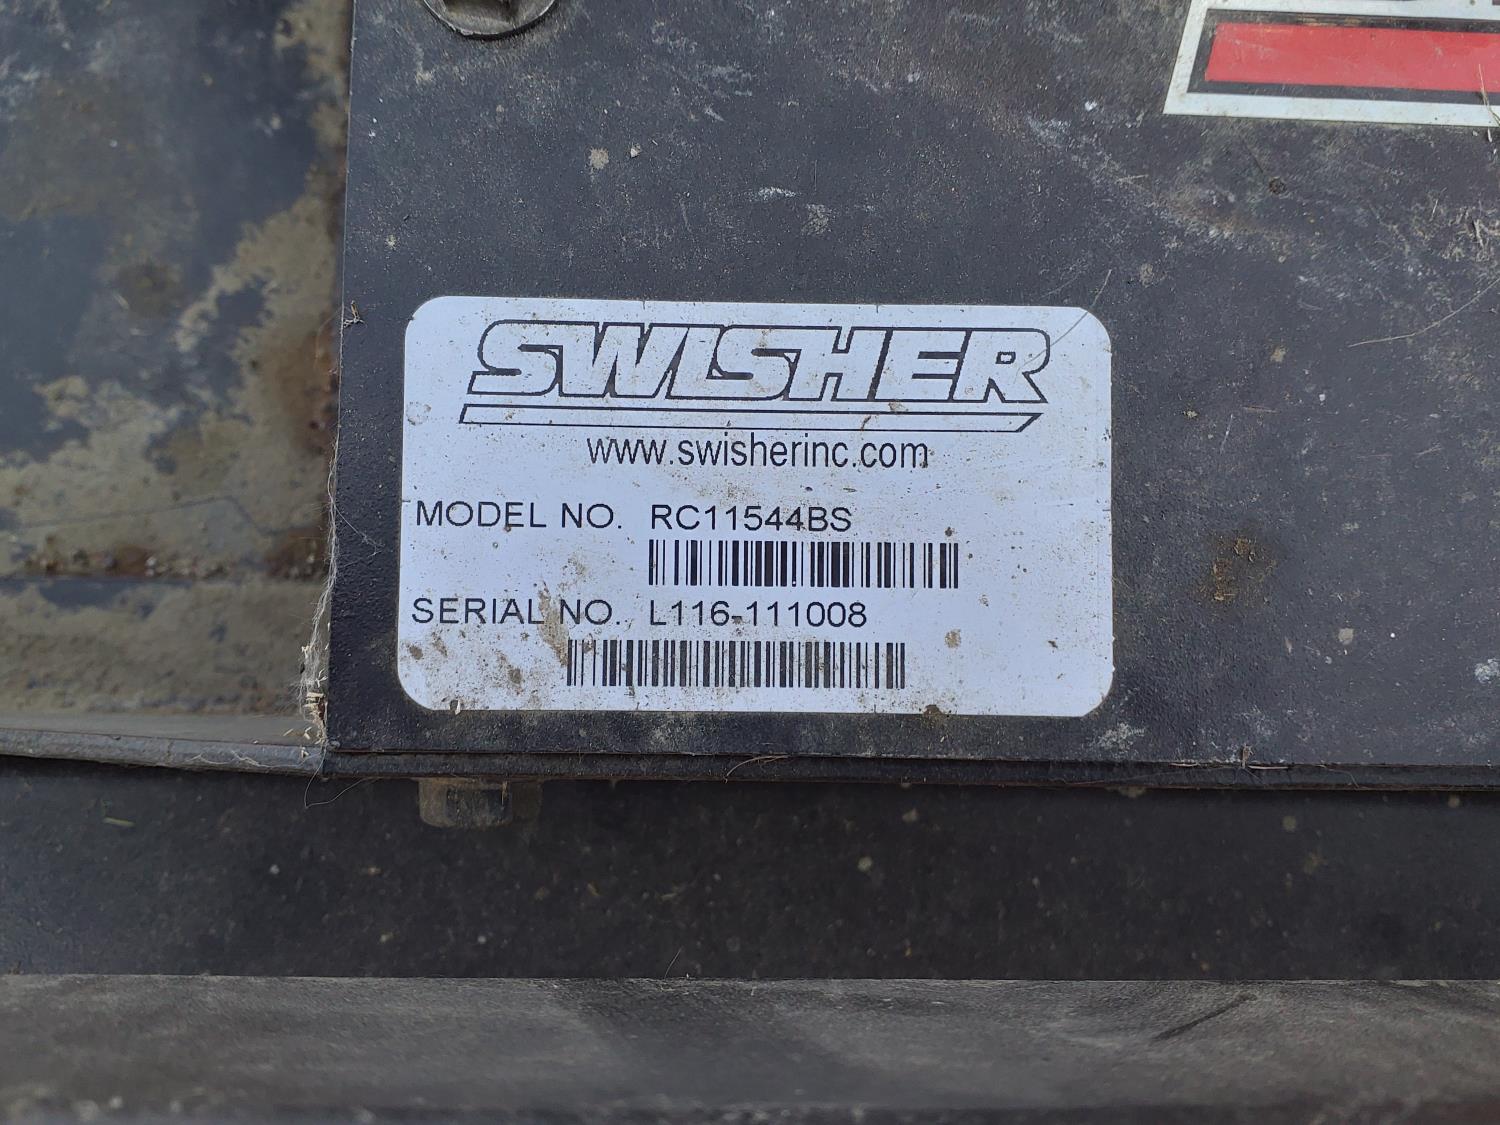 SWISHER
www.swisherinc.com
MODEL NO. RC11544BS
SERIAL NO. L116-111008